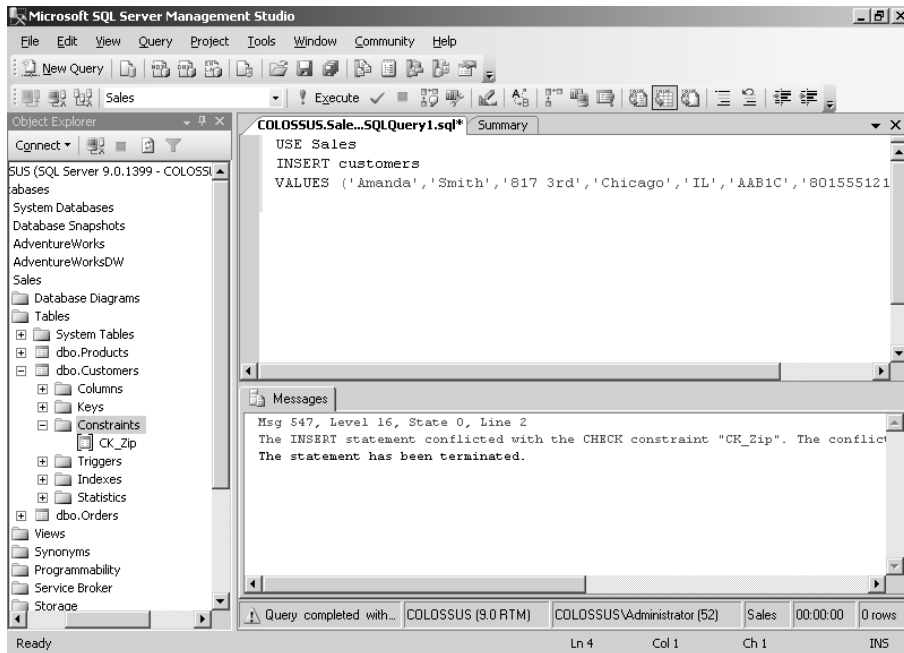 Microsoft SQL Server Management Studio
File Edit View Query Project Tools Window Community Help
New Query
Sales Execute
Object Explorer
COLOSSUS.Sale...SQLQuery1.sql* Summary
Connect
SUS (SQL Server 9.0.1399 - COLOSSU
tabases
System Databases
Database Snapshots
AdventureWorks
AdventureWorksDW
Sales
Database Diagrams
Tables
System Tables
dbo.Products
dbo.Customers
Columns
Keys
Constraints
CK_Zip
Triggers
Indexes
Statistics
dbo.Orders
Views
Synonyms
Programmability
Service Broker
Storage
USE Sales
INSERT customers
VALUES ('Amanda','Smith','817 3rd','Chicago','IL','AAB1C','801555121
Messages
Msg 547, Level 16, State 0, Line 2
The INSERT statement conflicted with the CHECK constraint "CK_Zip". The conflict
The statement has been terminated.
Query completed with... COLOSSUS (9.0 RTM) COLOSSUS\Administrator (52) Sales 00:00:00 0 rows
Ready Ln 4 Col 1 Ch 1 INS